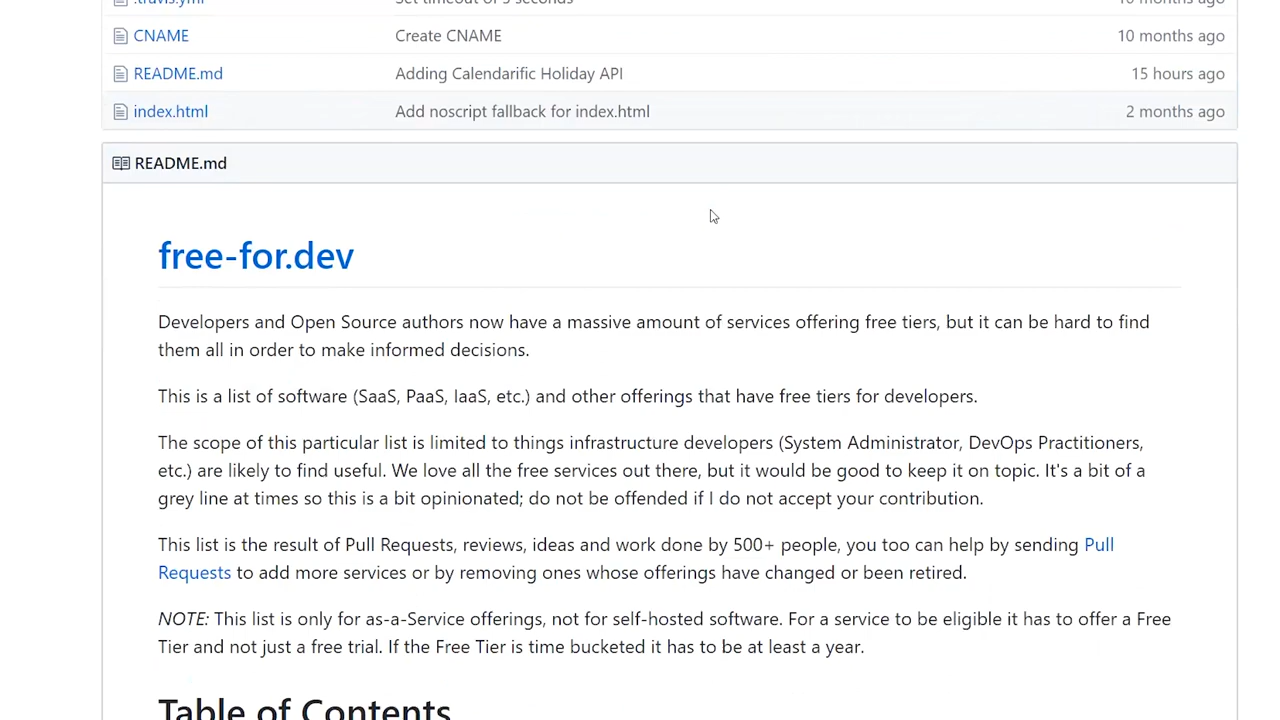 .travis.yml Set timeout of 5 seconds 10 months ago
CNAME Create CNAME 10 months ago
README.md Adding Calendarific Holiday API 15 hours ago
index.html Add noscript fallback for index.html 2 months ago
README.md
free-for.dev
Developers and Open Source authors now have a massive amount of services offering free tiers, but it can be hard to find
them all in order to make informed decisions.
This is a list of software (SaaS, PaaS, IaaS, etc.) and other offerings that have free tiers for developers.
The scope of this particular list is limited to things infrastructure developers (System Administrator, DevOps Practitioners,
etc.) are likely to find useful. We love all the free services out there, but it would be good to keep it on topic. It's a bit of a
grey line at times so this is a bit opinionated; do not be offended if I do not accept your contribution.
This list is the result of Pull Requests, reviews, ideas and work done by 500+ people, you too can help by sending Pull
Requests to add more services or by removing ones whose offerings have changed or been retired.
NOTE: This list is only for as-a-Service offerings, not for self-hosted software. For a service to be eligible it has to offer a Free
Tier and not just a free trial. If the Free Tier is time bucketed it has to be at least a year.
Table of Contents